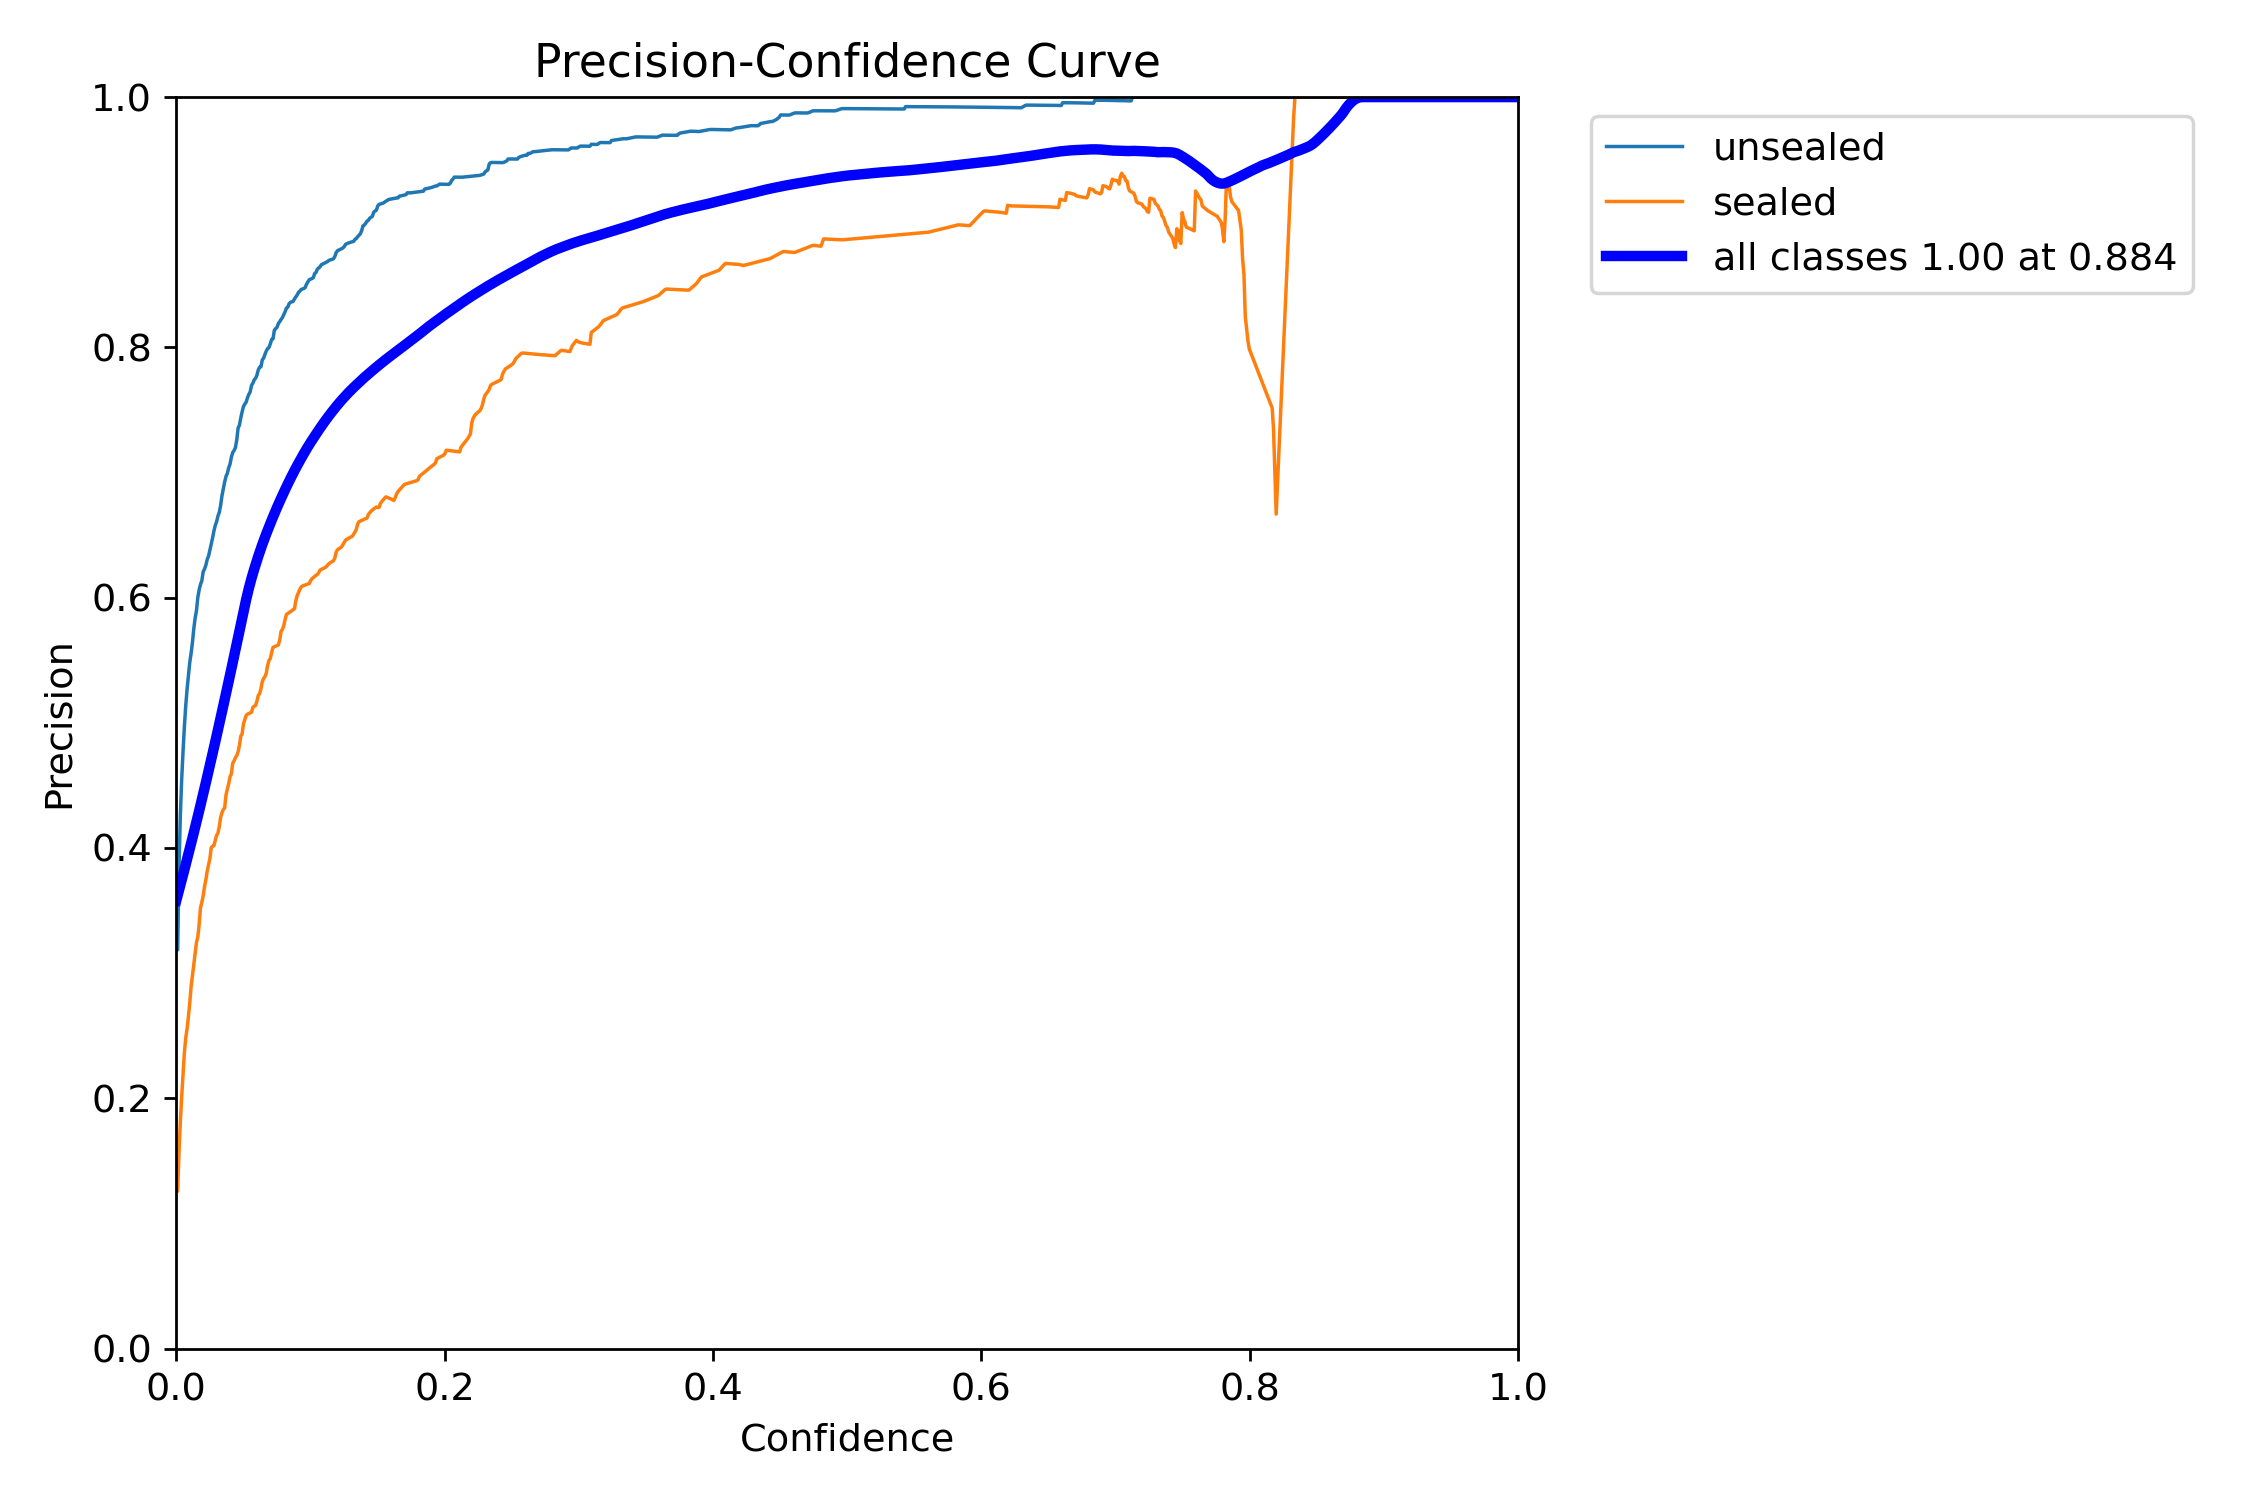 Precision-Confidence Curve
1.0
0.8
0.6
0.4
0.2
0.0
Precision
0.0 0.2 0.4 0.6 0.8 1.0
Confidence
unsealed
sealed
all classes 1.00 at 0.884